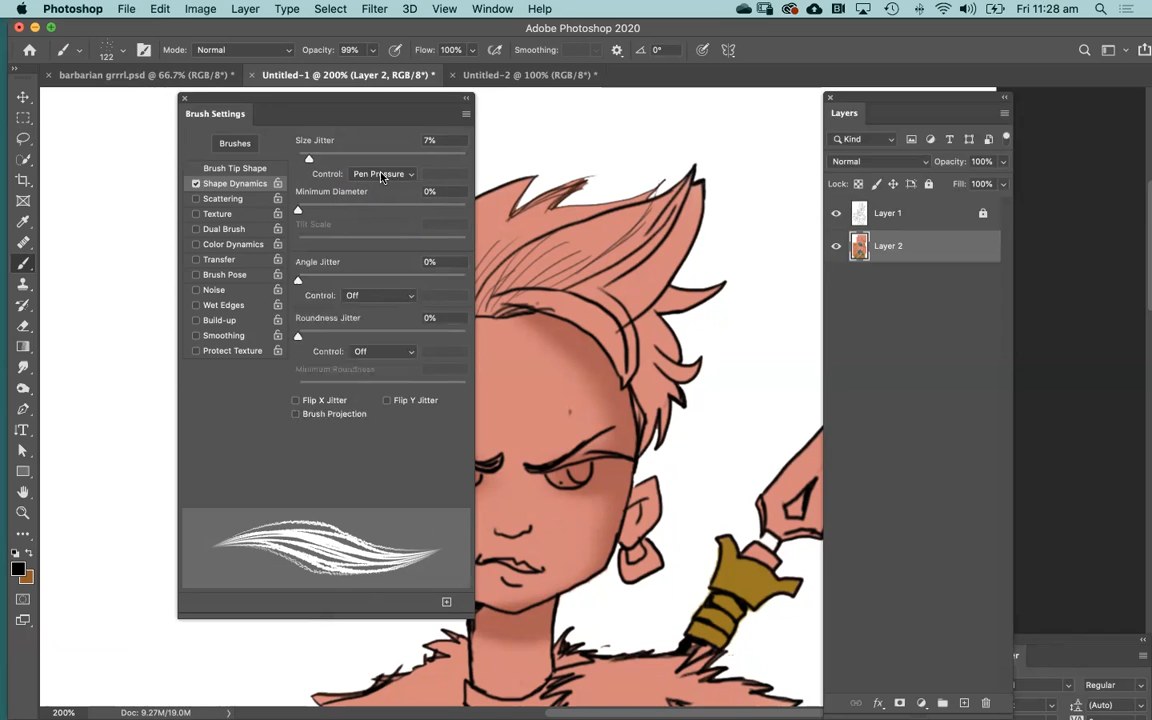 Photoshop File Edit Image Layer Type Select Filter 3D View Window Help Fri 11:28 am
Adobe Photoshop 2020
122 Mode: Normal Opacity: 99% Flow: 100% Smoothing: 0°
barbarian grrrl.psd @ 66.7% (RGB/8*) * Untitled-1 @ 200% (Layer 2, RGB/8*) * Untitled-2 @ 100% (RGB/8*) *
Brush Settings
Brushes
Brush Tip Shape
Shape Dynamics
Scattering
Texture
Dual Brush
Color Dynamics
Transfer
Brush Pose
Noise
Wet Edges
Build-up
Smoothing
Protect Texture
Size Jitter 7%
Control: Pen Pressure
Minimum Diameter 0%
Tilt Scale
Angle Jitter 0%
Control: Off
Roundness Jitter 0%
Control: Off
Minimum Roundness
Flip X Jitter Flip Y Jitter
Brush Projection
Layers
Kind
Normal Opacity: 100%
Lock: Fill: 100%
Layer 1
Layer 2
Regular
(Auto)
200% Doc: 9.27M/19.0M